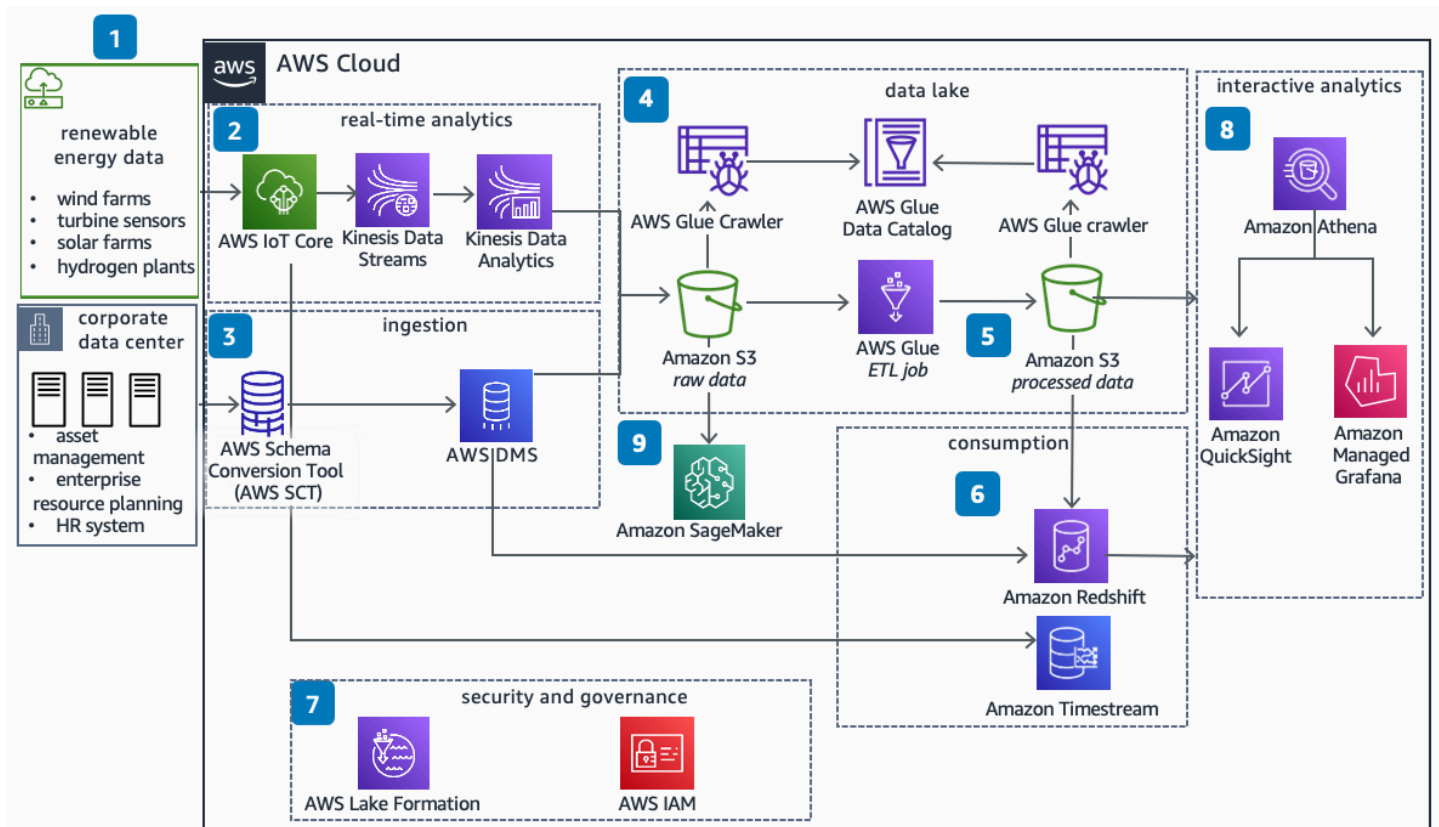 1
aws
AWS Cloud
renewable
energy data
• wind farms
• turbine sensors
• solar farms
• hydrogen plants
corporate
data center
• asset
management
• enterprise
resource planning
• HR system
2
real-time analytics
AWS IoT Core
Kinesis Data
Streams
Kinesis Data
Analytics
3
ingestion
AWS Schema
Conversion Tool
(AWS SCT)
AWS DMS
4
data lake
AWS Glue Crawler
AWS Glue
Data Catalog
AWS Glue crawler
Amazon S3
raw data
AWS Glue
ETL job
5
Amazon S3
processed data
9
Amazon SageMaker
consumption
6
Amazon Redshift
Amazon Timestream
7
security and governance
AWS Lake Formation
AWS IAM
interactive analytics
8
Amazon Athena
Amazon
QuickSight
Amazon
Managed
Grafana